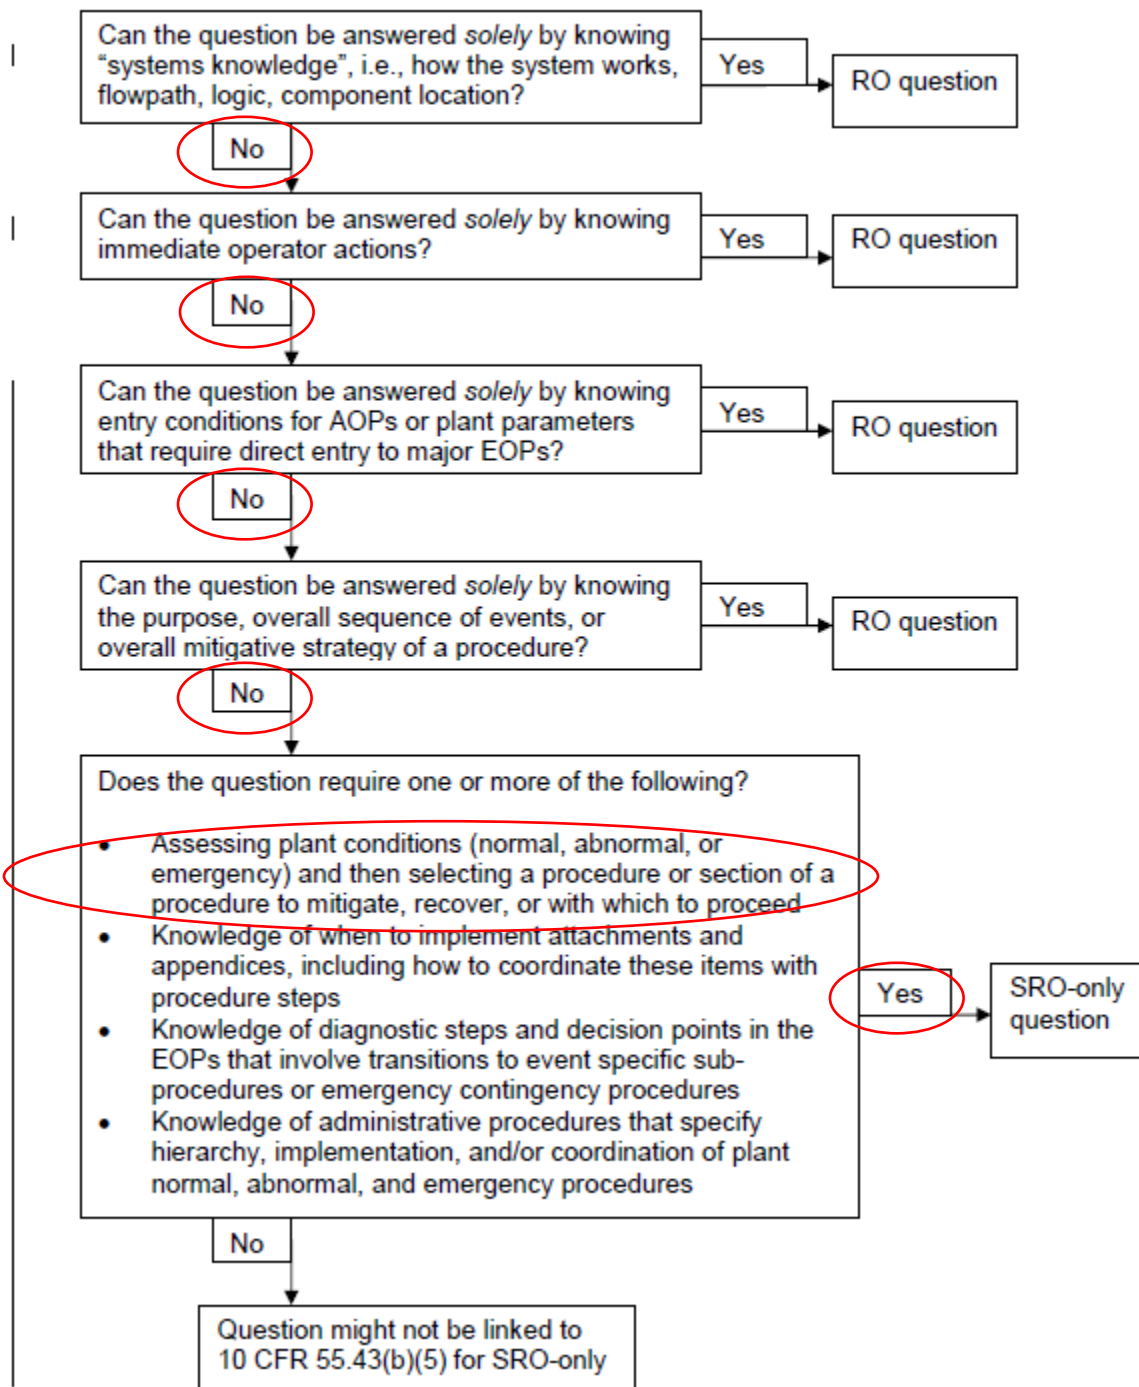 Can the question be answered solely by knowing
"systems knowledge", i.e., how the system works,
flowpath, logic, component location?
Yes
RO question
No
Can the question be answered solely by knowing
immediate operator actions?
Yes
RO question
No
Can the question be answered solely by knowing
entry conditions for AOPs or plant parameters
that require direct entry to major EOPs?
Yes
RO question
No
Can the question be answered solely by knowing
the purpose, overall sequence of events, or
overall mitigative strategy of a procedure?
Yes
RO question
No
Does the question require one or more of the following?
• Assessing plant conditions (normal, abnormal, or
emergency) and then selecting a procedure or section of a
procedure to mitigate, recover, or with which to proceed
• Knowledge of when to implement attachments and
appendices, including how to coordinate these items with
procedure steps
• Knowledge of diagnostic steps and decision points in the
EOPs that involve transitions to event specific sub-
procedures or emergency contingency procedures
• Knowledge of administrative procedures that specify
hierarchy, implementation, and/or coordination of plant
normal, abnormal, and emergency procedures
Yes
SRO-only
question
No
Question might not be linked to
10 CFR 55.43(b)(5) for SRO-only